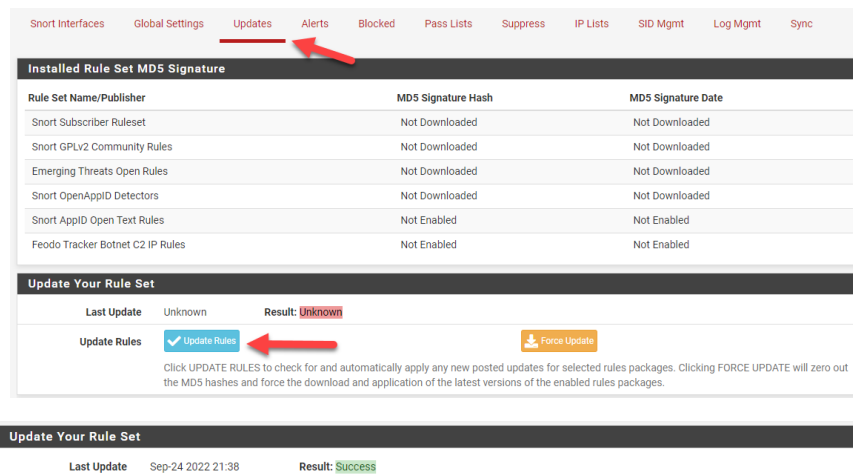 Snort Interfaces Global Settings Updates Alerts Blocked Pass Lists Suppress IP Lists SID Mgmt Log Mgmt Sync
Installed Rule Set MD5 Signature
Rule Set Name/Publisher MD5 Signature Hash MD5 Signature Date
Snort Subscriber Ruleset Not Downloaded Not Downloaded
Snort GPLv2 Community Rules Not Downloaded Not Downloaded
Emerging Threats Open Rules Not Downloaded Not Downloaded
Snort OpenAppID Detectors Not Downloaded Not Downloaded
Snort AppID Open Text Rules Not Enabled Not Enabled
Feodo Tracker Botnet C2 IP Rules Not Enabled Not Enabled
Update Your Rule Set
Last Update Unknown Result: Unknown
Update Rules Update Rules Force Update
Click UPDATE RULES to check for and automatically apply any new posted updates for selected rules packages. Clicking FORCE UPDATE will zero out
the MD5 hashes and force the download and application of the latest versions of the enabled rules packages.
Update Your Rule Set
Last Update Sep-24 2022 21:38 Result: Success